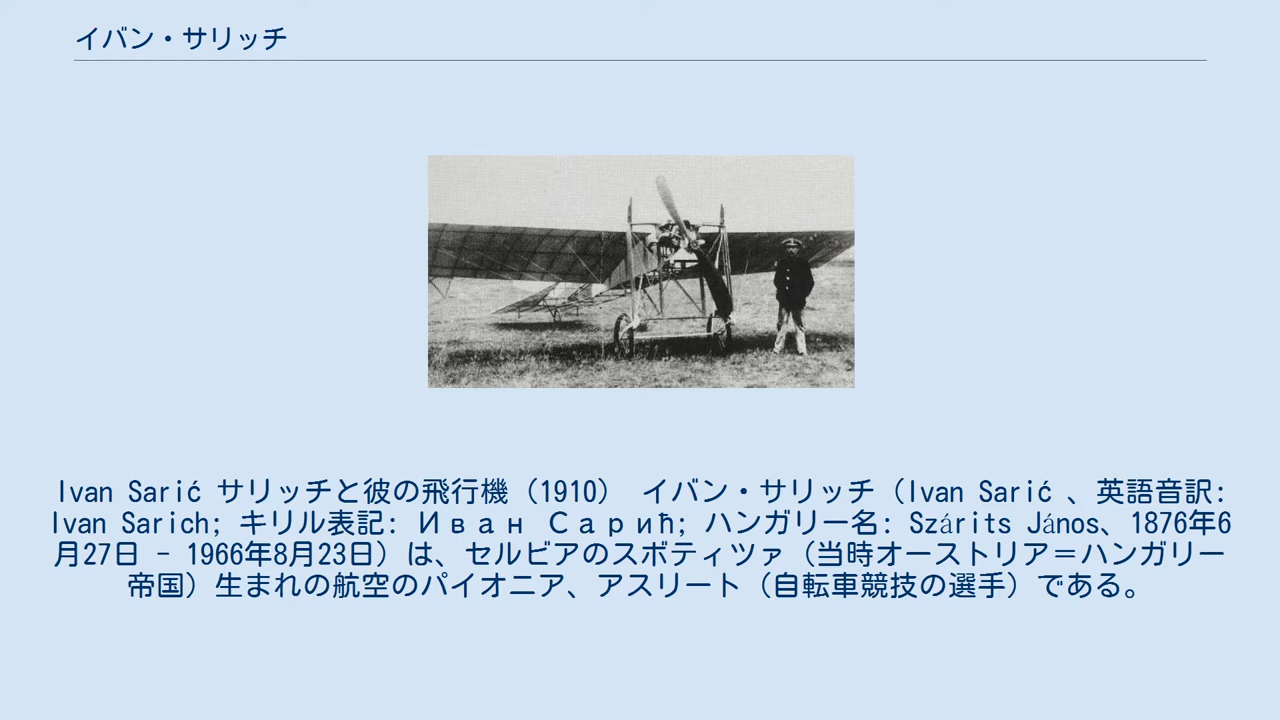 イバン・サリッチ
Ivan Sarić サリッチと彼の飛行機（1910） イバン・サリッチ（Ivan Sarić 、英語音訳:
Ivan Sarich; キリル表記: Иван Сарић; ハンガリー名: Szárits János、1876年6
月27日 - 1966年8月23日）は、セルビアのスボティツァ（当時オーストリア＝ハンガリー
帝国）生まれの航空のパイオニア、アスリート（自転車競技の選手）である。